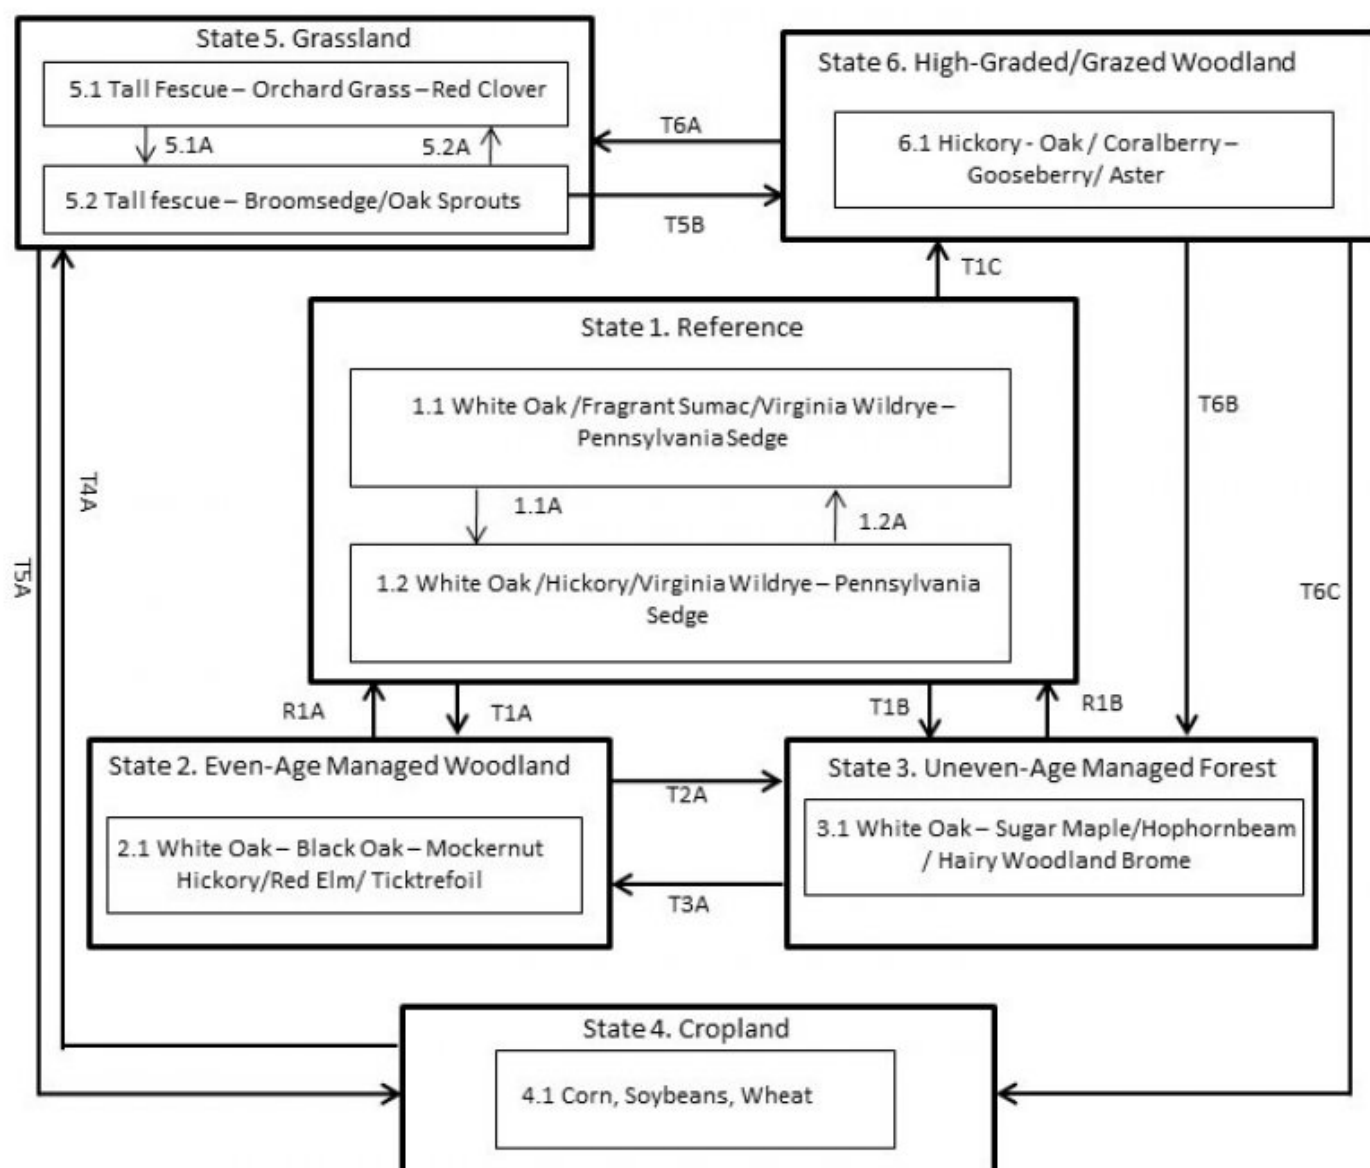 State 5. Grassland
5.1 Tall Fescue – Orchard Grass –Red Clover
5.1A
5.2A
5.2 Tall fescue – Broomsedge/Oak Sprouts
T6A
T5B
State 6. High-Graded/Grazed Woodland
6.1 Hickory - Oak / Coralberry –
Gooseberry/ Aster
T1C
State 1. Reference
1.1 White Oak /Fragrant Sumac/Virginia Wildrye –
Pennsylvania Sedge
1.1A
1.2A
1.2 White Oak /Hickory/Virginia Wildrye – Pennsylvania
Sedge
T6B
T4A
T5A
T6C
R1A
T1A
T1B
R1B
State 2. Even-Age Managed Woodland
2.1 White Oak – Black Oak – Mockernut
Hickory/Red Elm/ Ticktrefoil
T2A
T3A
State 3. Uneven-Age Managed Forest
3.1 White Oak – Sugar Maple/Hophornbeam
/ Hairy Woodland Brome
State 4. Cropland
4.1 Corn, Soybeans, Wheat